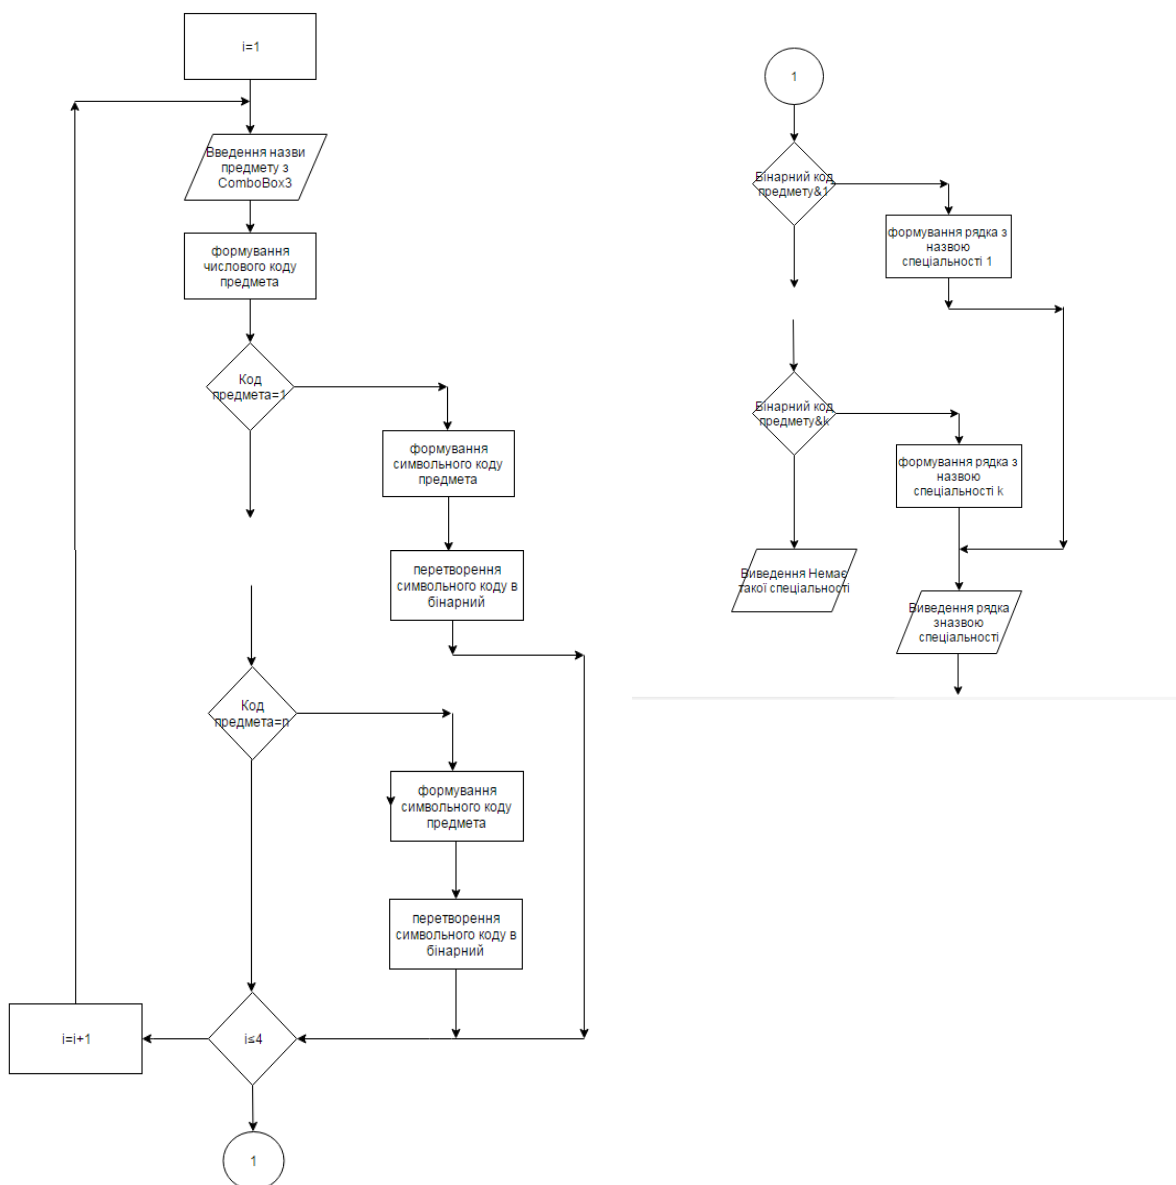 i=1
Введення назви
предмету з
ComboBox3
формування
числового коду
предмета
Код
предмета=1
формування
символьного коду
предмета
перетворення
символьного коду в
бінарний
Код
предмета=n
формування
символьного коду
предмета
перетворення
символьного коду в
бінарний
i=i+1
i≤4
1
1
Бінарний код
предмету&1
формування рядка з
назвою
спеціальності 1
Бінарний код
предмету&k
формування рядка з
назвою
спеціальності k
Виведення Немає
такої спеціальності
Виведення рядка
зназвою
спеціальності